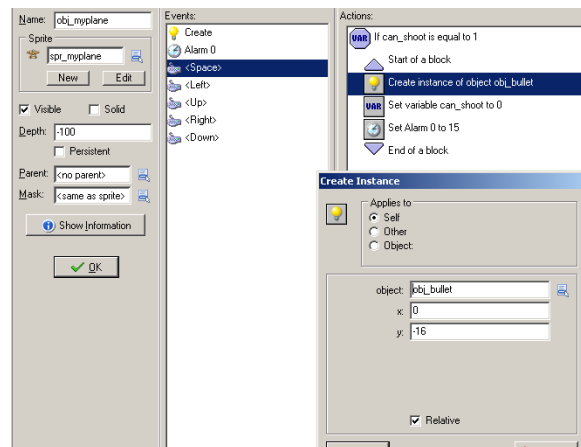 Name: obj_myplane
Sprite
spr_myplane
New Edit
Visible Solid
Depth: -100
Persistent
Parent: <no parent>
Mask: <same as sprite>
Show Information
OK
Events:
Create
Alarm 0
<Space>
<Left>
<Up>
<Right>
<Down>
Actions:
VAR If can_shoot is equal to 1
Start of a block
Create instance of object obj_bullet
VAR Set variable can_shoot to 0
Set Alarm 0 to 15
End of a block
Create Instance
Applies to
Self
Other
Object:
object: obj_bullet
x: 0
y: -16
Relative